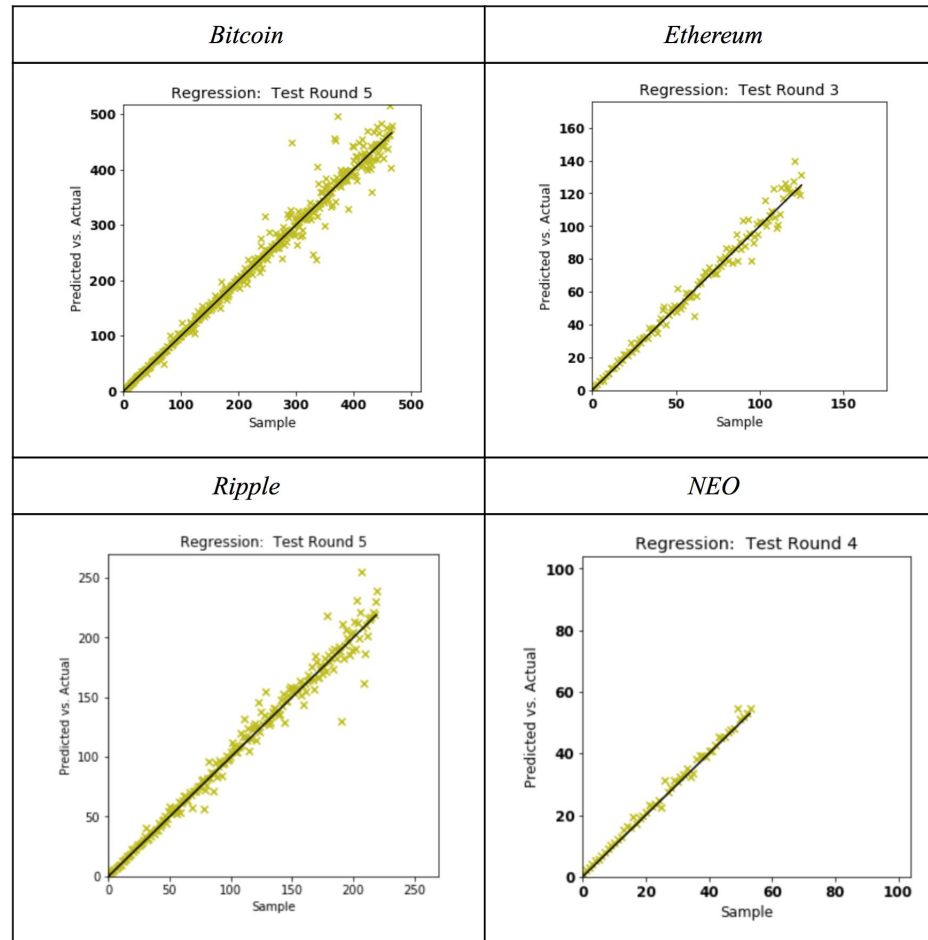 Bitcoin
Ethereum
Regression: Test Round 5
500
400
300
200
100
0
Predicted vs. Actual
0 100 200 300 400 500
Sample
Regression: Test Round 3
160
140
120
100
80
60
40
20
0
Predicted vs. Actual
0 50 100 150
Sample
Ripple
NEO
Regression: Test Round 5
250
200
150
100
50
0
Predicted vs. Actual
0 50 100 150 200 250
Sample
Regression: Test Round 4
100
80
60
40
20
0
Predicted vs. Actual
0 20 40 60 80 100
Sample